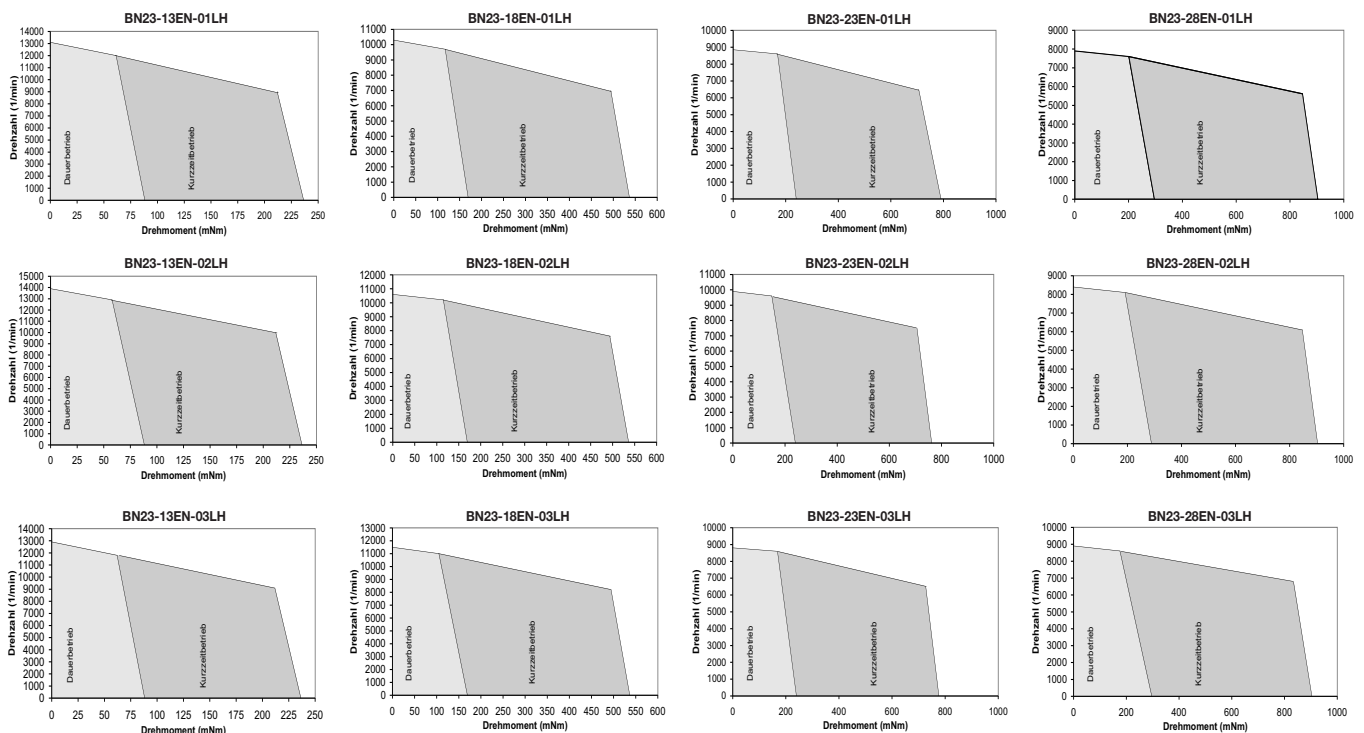 BN23-13EN-01LH
Drehzahl (1/min)
14000
13000
12000
11000
10000
9000
8000
7000
6000
5000
4000
3000
2000
1000
0
Dauerbetrieb
Kurzzeitbetrieb
0 25 50 75 100 125 150 175 200 225 250
Drehmoment (mNm)
BN23-18EN-01LH
Drehzahl (1/min)
11000
10000
9000
8000
7000
6000
5000
4000
3000
2000
1000
0
Dauerbetrieb
Kurzzeitbetrieb
0 50 100 150 200 250 300 350 400 450 500 550 600
Drehmoment (mNm)
BN23-23EN-01LH
Drehzahl (1/min)
10000
9000
8000
7000
6000
5000
4000
3000
2000
1000
0
Dauerbetrieb
Kurzzeitbetrieb
0 200 400 600 800 1000
Drehmoment (mNm)
BN23-28EN-01LH
Drehzahl (1/min)
9000
8000
7000
6000
5000
4000
3000
2000
1000
0
Dauerbetrieb
Kurzzeitbetrieb
0 200 400 600 800 1000
Drehmoment (mNm)
BN23-13EN-02LH
Drehzahl (1/min)
15000
14000
13000
12000
11000
10000
9000
8000
7000
6000
5000
4000
3000
2000
1000
0
Dauerbetrieb
Kurzzeitbetrieb
0 25 50 75 100 125 150 175 200 225 250
Drehmoment (mNm)
BN23-18EN-02LH
Drehzahl (1/min)
12000
11000
10000
9000
8000
7000
6000
5000
4000
3000
2000
1000
0
Dauerbetrieb
Kurzzeitbetrieb
0 50 100 150 200 250 300 350 400 450 500 550 600
Drehmoment (mNm)
BN23-23EN-02LH
Drehzahl (1/min)
11000
10000
9000
8000
7000
6000
5000
4000
3000
2000
1000
0
Dauerbetrieb
Kurzzeitbetrieb
0 200 400 600 800 1000
Drehmoment (mNm)
BN23-28EN-02LH
Drehzahl (1/min)
9000
8000
7000
6000
5000
4000
3000
2000
1000
0
Dauerbetrieb
Kurzzeitbetrieb
0 200 400 600 800 1000
Drehmoment (mNm)
BN23-13EN-03LH
Drehzahl (1/min)
14000
13000
12000
11000
10000
9000
8000
7000
6000
5000
4000
3000
2000
1000
0
Dauerbetrieb
Kurzzeitbetrieb
0 25 50 75 100 125 150 175 200 225 250
Drehmoment (mNm)
BN23-18EN-03LH
Drehzahl (1/min)
13000
12000
11000
10000
9000
8000
7000
6000
5000
4000
3000
2000
1000
0
Dauerbetrieb
Kurzzeitbetrieb
0 50 100 150 200 250 300 350 400 450 500 550 600
Drehmoment (mNm)
BN23-23EN-03LH
Drehzahl (1/min)
10000
9000
8000
7000
6000
5000
4000
3000
2000
1000
0
Dauerbetrieb
Kurzzeitbetrieb
0 200 400 600 800 1000
Drehmoment (mNm)
BN23-28EN-03LH
Drehzahl (1/min)
10000
9000
8000
7000
6000
5000
4000
3000
2000
1000
0
Dauerbetrieb
Kurzzeitbetrieb
0 200 400 600 800 1000
Drehmoment (mNm)